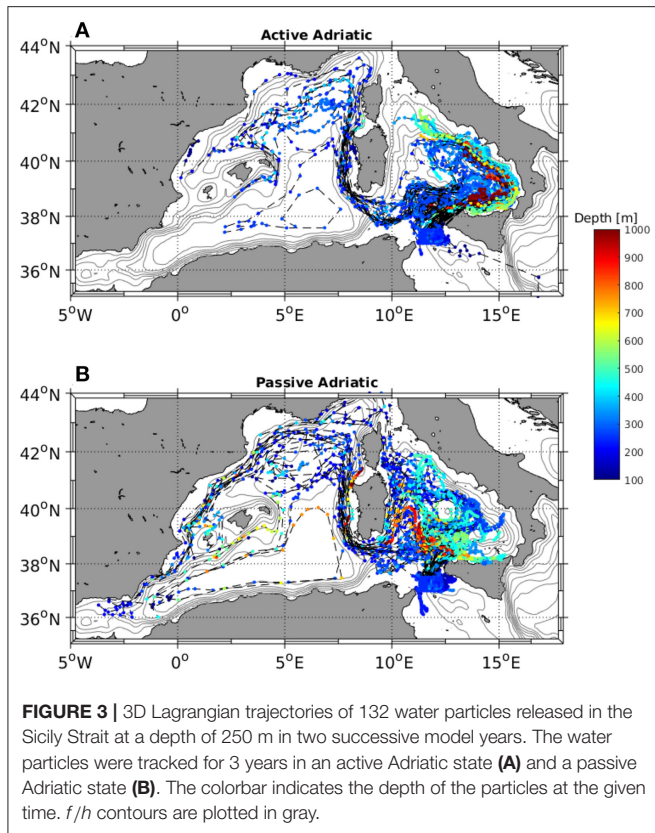 A
Active Adriatic
44°N
42°N
40°N
38°N
36°N
5°W
0°
5°E
10°E
15°E
Depth [m]
1000
900
800
700
600
500
400
300
200
100
B
Passive Adriatic
44°N
42°N
40°N
38°N
36°N
5°W
0°
5°E
10°E
15°E
FIGURE 3 | 3D Lagrangian trajectories of 132 water particles released in the
Sicily Strait at a depth of 250 m in two successive model years. The water
particles were tracked for 3 years in an active Adriatic state (A) and a passive
Adriatic state (B). The colorbar indicates the depth of the particles at the given
time. f/h contours are plotted in gray.